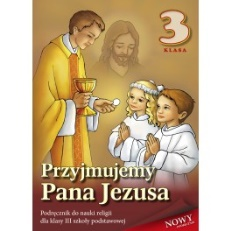 3
KLASA
Przyjmujemy
Pana Jezusa
Podręcznik do nauki religii
dla klasy III szkoły podstawowej
NOWY